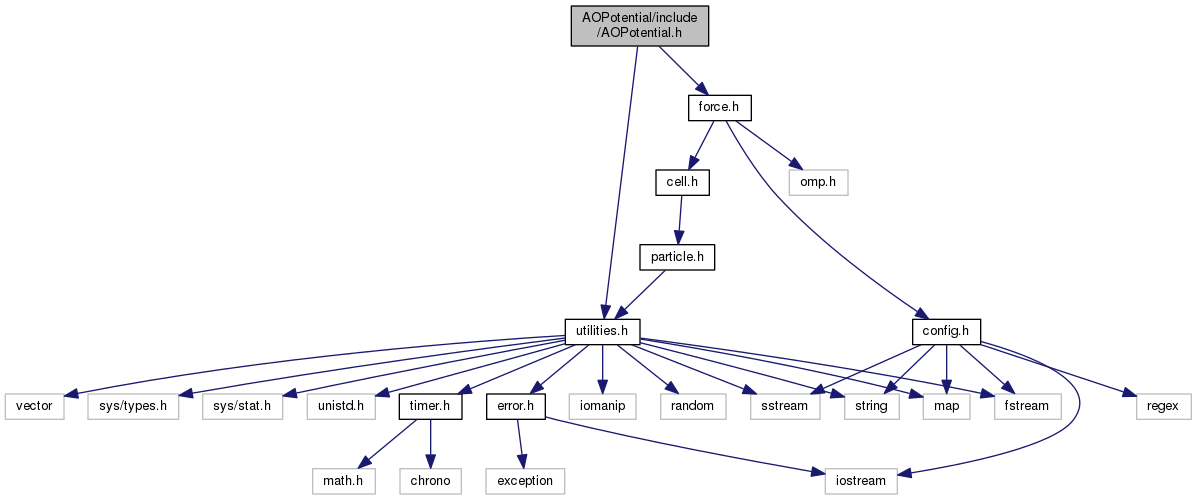 AOPotential/include
/AOPotential.h
force.h
cell.h
omp.h
particle.h
utilities.h
config.h
vector
sys/types.h
sys/stat.h
unistd.h
timer.h
error.h
iomanip
random
sstream
string
map
fstream
regex
math.h
chrono
exception
iostream